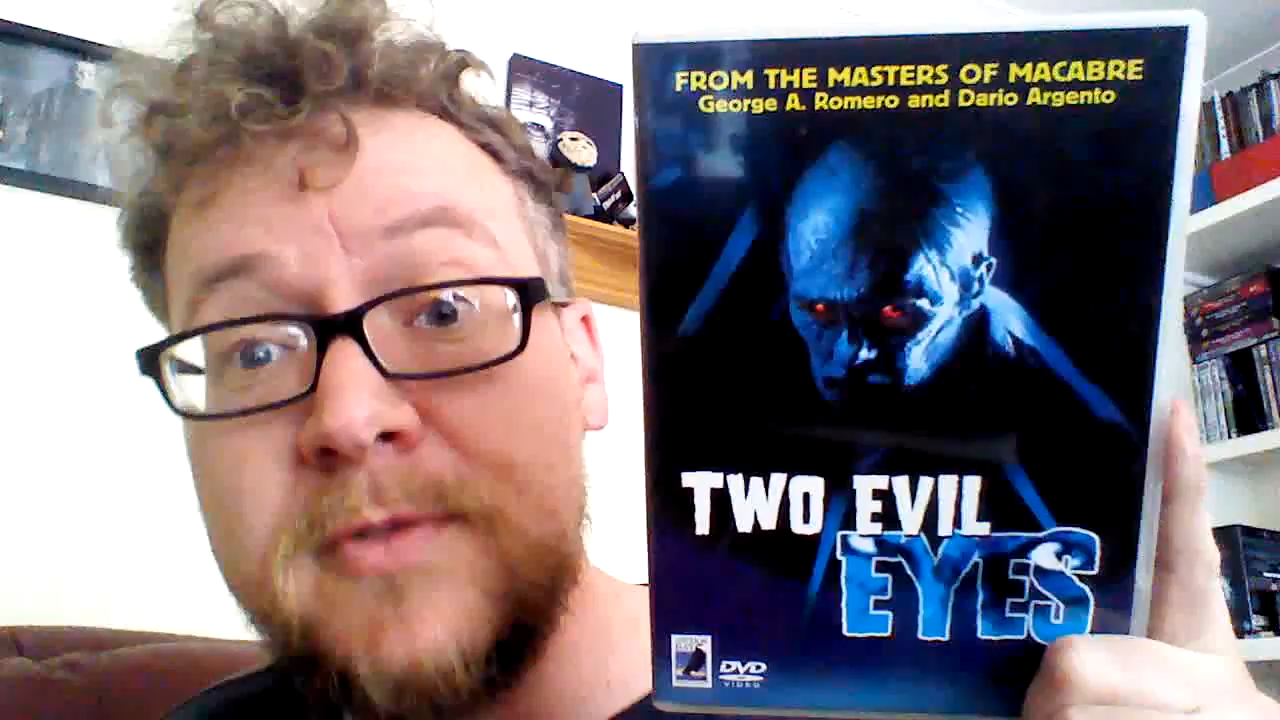 FROM THE MASTERS OF MACABRE
George A. Romero and Dario Argento
TWO EVIL
EYES
DVD
VIDEO